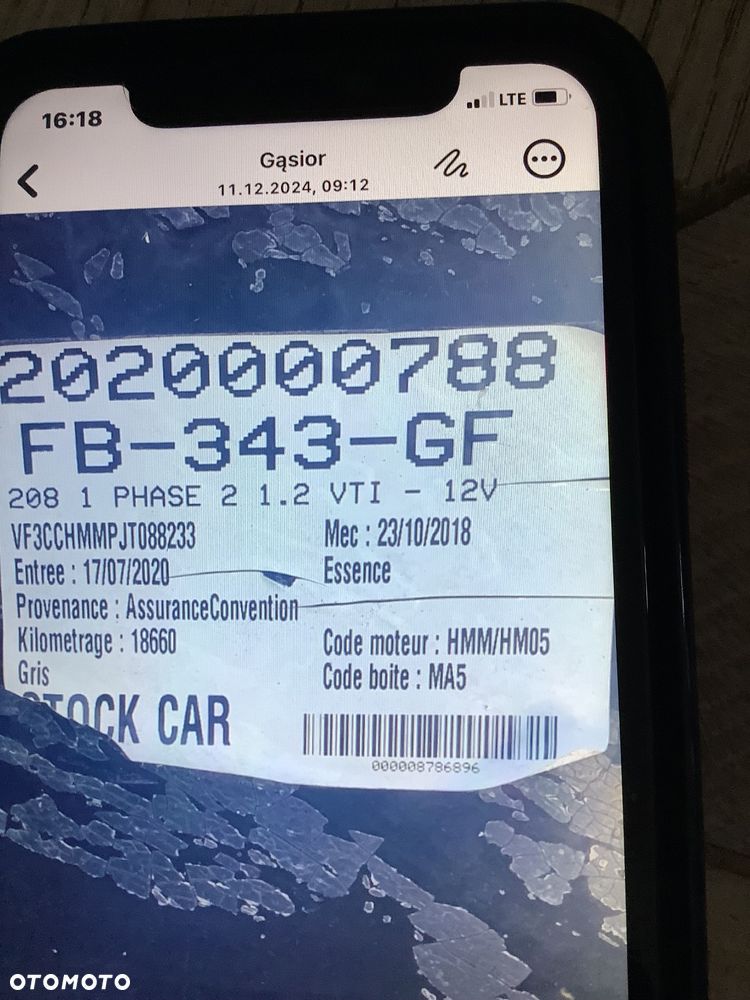 16:18
LTE
Gąsior
11.12.2024, 09:12
2020000788
FB-343-GF
208 1 PHASE 2 1.2 VTI - 12V
VF3CCHMMPJT088233 Mec : 23/10/2018
Entree : 17/07/2020 Essence
Provenance : AssuranceConvention
Kilometrage : 18660 Code moteur : HMM/HM05
Gris Code boite : MA5
STOCK CAR
000008786896
OTOMOTO